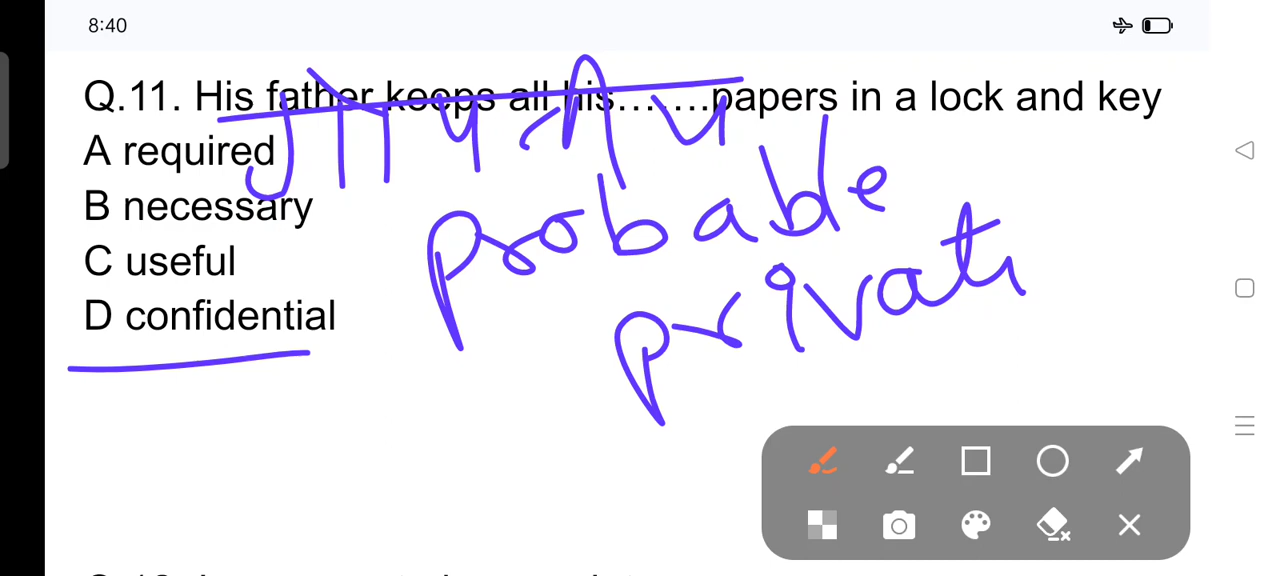 8:40
Q.11. His father keeps all his…….papers in a lock and key
गोपनीय
A required
B necessary
probable
C useful
private
D confidential